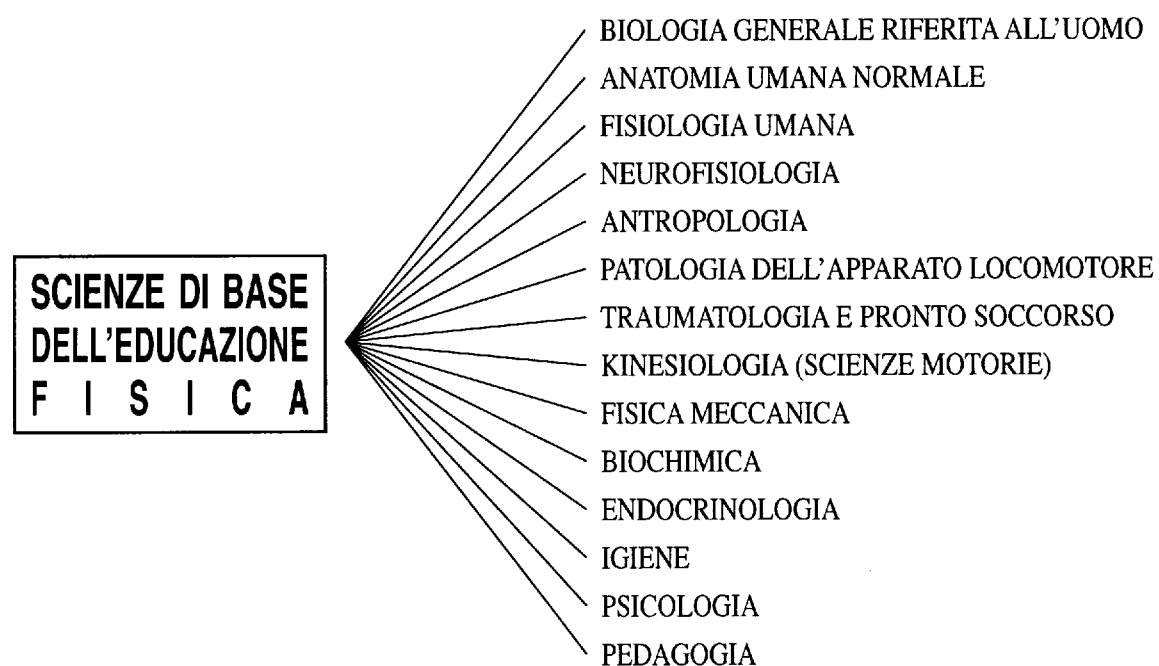 BIOLOGIA GENERALE RIFERITA ALL'UOMO
ANATOMIA UMANA NORMALE
FISIOLOGIA UMANA
NEUROFISIOLOGIA
ANTROPOLOGIA
PATOLOGIA DELL'APPARATO LOCOMOTORE
TRAUMATOLOGIA E PRONTO SOCCORSO
KINESIOLOGIA (SCIENZE MOTORIE)
FISICA MECCANICA
BIOCHIMICA
ENDOCRINOLOGIA
IGIENE
PSICOLOGIA
PEDAGOGIA
SCIENZE DI BASE
DELL'EDUCAZIONE
FISICA